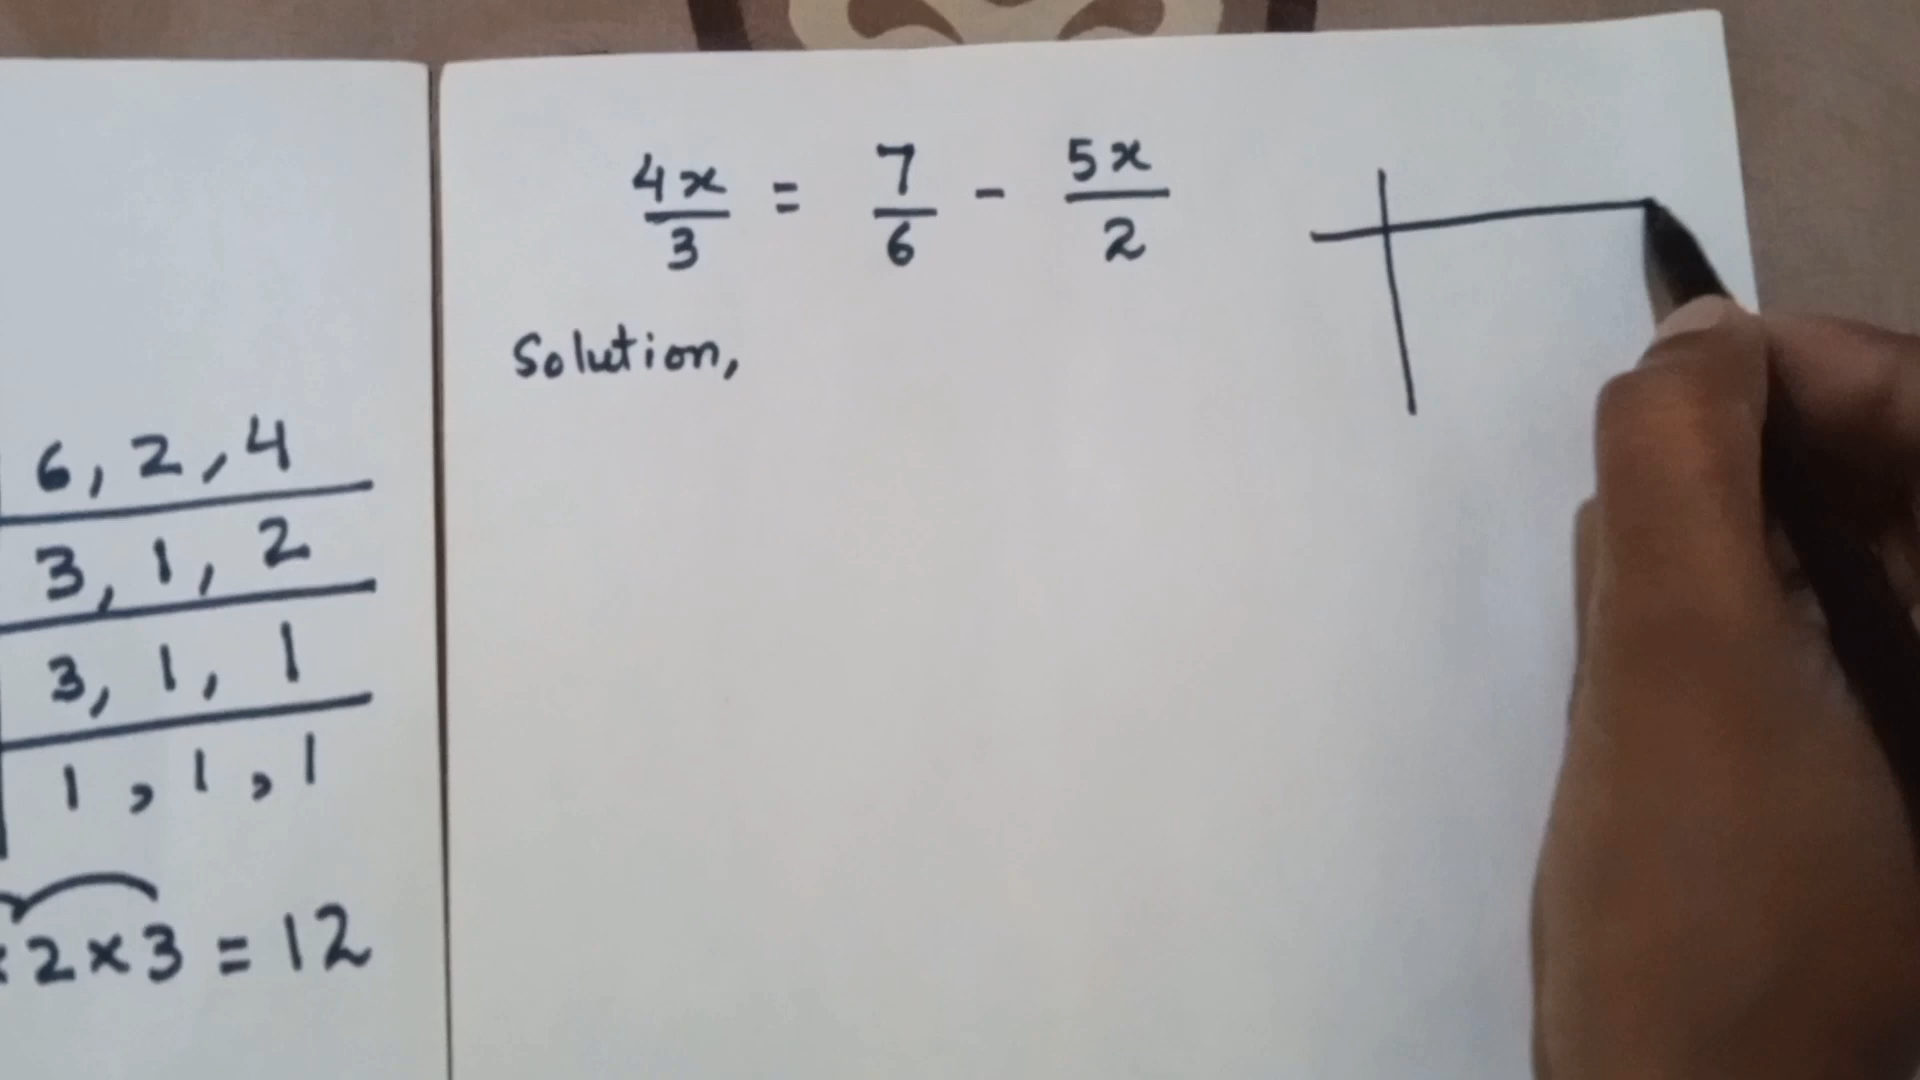 6, 2, 4
3, 1, 2
3, 1, 1
1, 1, 1
2×3 = 12
4x/3 = 7/6 - 5x/2
Solution,